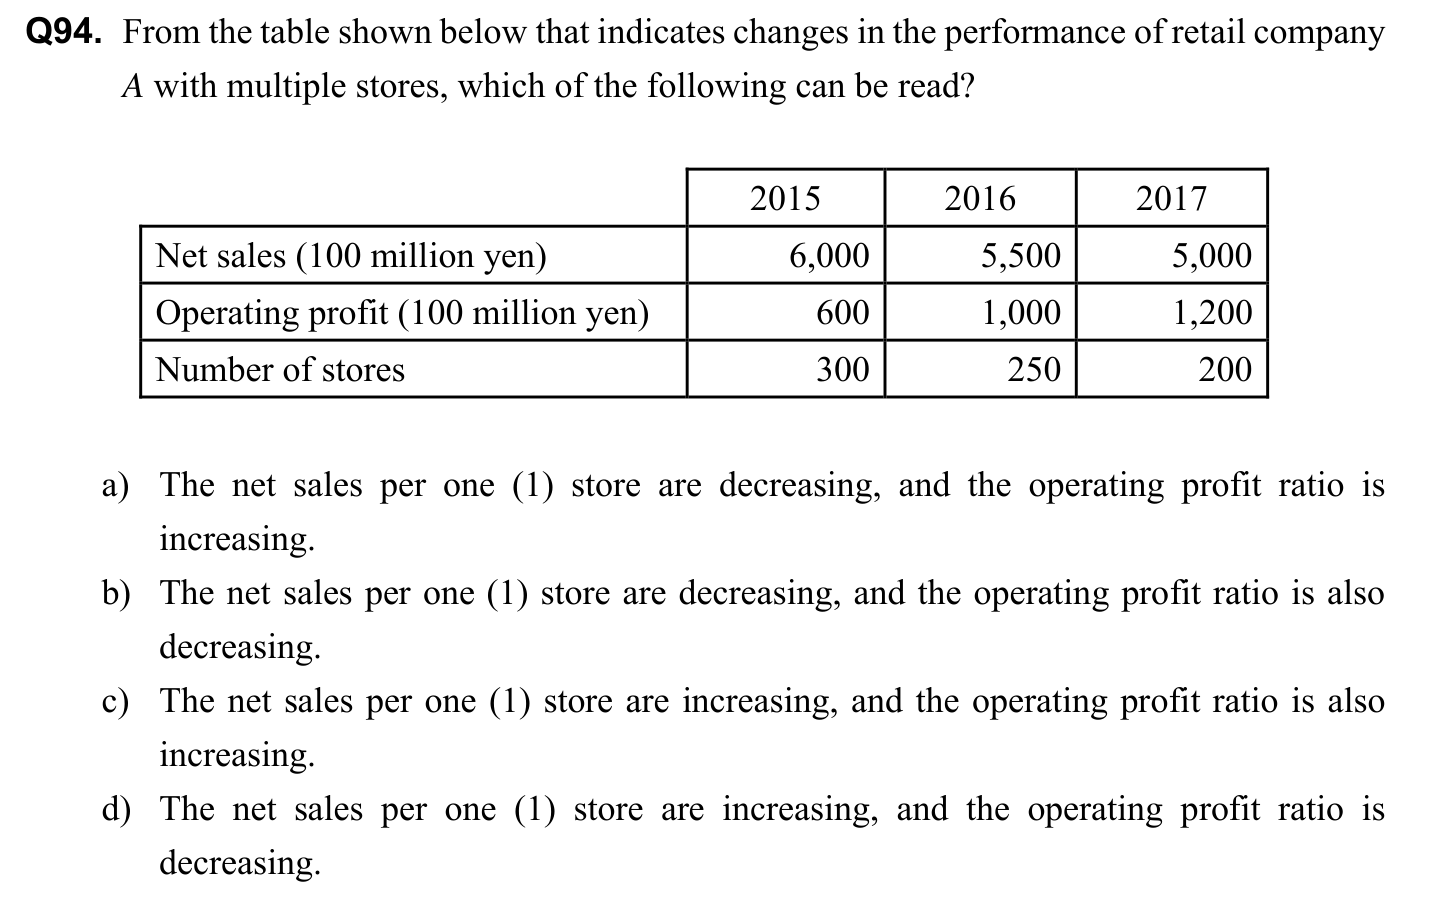 Q94. From the table shown below that indicates changes in the performance of retail company
A with multiple stores, which of the following can be read?
2015 2016 2017
Net sales (100 million yen) 6,000 5,500 5,000
Operating profit (100 million yen) 600 1,000 1,200
Number of stores 300 250 200
a) The net sales per one (1) store are decreasing, and the operating profit ratio is
increasing.
b) The net sales per one (1) store are decreasing, and the operating profit ratio is also
decreasing.
c) The net sales per one (1) store are increasing, and the operating profit ratio is also
increasing.
d) The net sales per one (1) store are increasing, and the operating profit ratio is
decreasing.